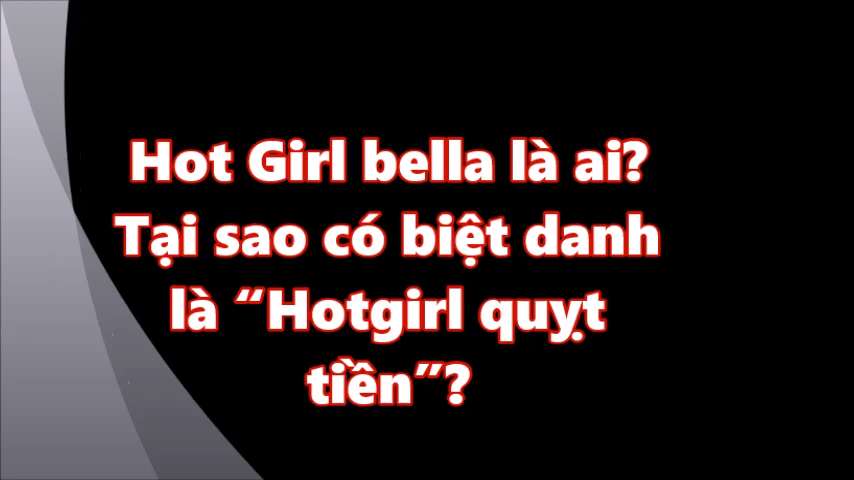 Hot Girl bella là ai?
Tại sao có biệt danh
là “Hotgirl quỵt
tiền”?